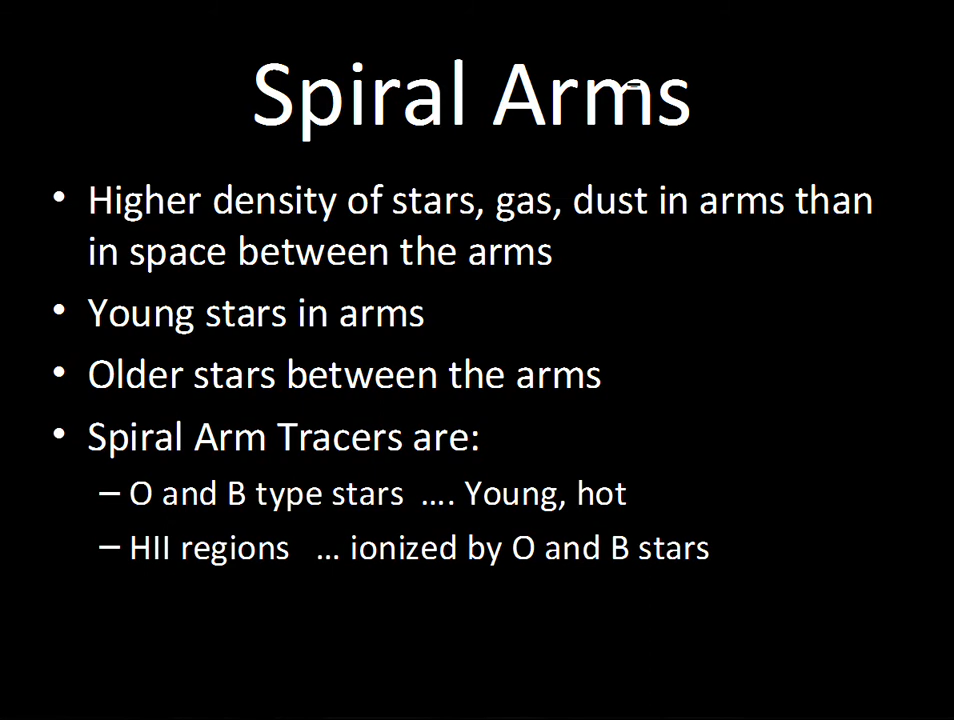 Spiral Arms
• Higher density of stars, gas, dust in arms than
in space between the arms
• Young stars in arms
• Older stars between the arms
• Spiral Arm Tracers are:
– O and B type stars  .... Young, hot
– HII regions   ... ionized by O and B stars